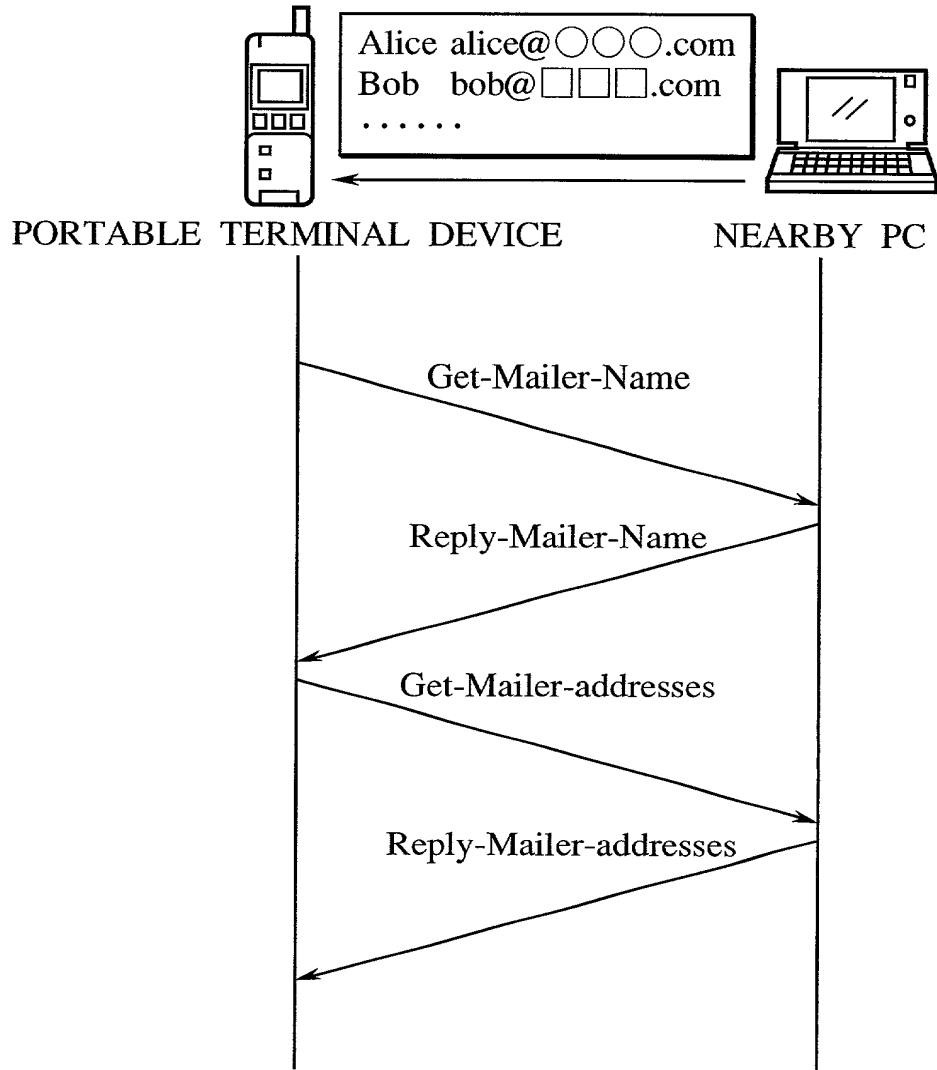 Alice alice@○○○.com
Bob bob@□□□.com
......
PORTABLE TERMINAL DEVICE
NEARBY PC
Get-Mailer-Name
Reply-Mailer-Name
Get-Mailer-addresses
Reply-Mailer-addresses